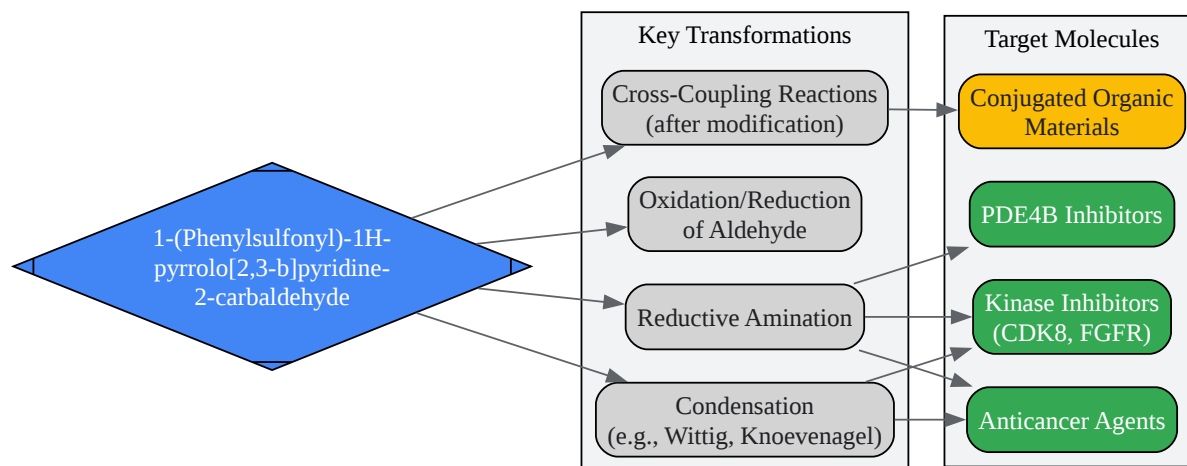 1-(Phenylsulfonyl)-1H-
pyrrolo[2,3-b]pyridine-
2-carbaldehyde
Key Transformations
Cross-Coupling Reactions
(after modification)
Oxidation/Reduction
of Aldehyde
Reductive Amination
Condensation
(e.g., Wittig, Knoevenagel)
Target Molecules
Conjugated Organic
Materials
PDE4B Inhibitors
Kinase Inhibitors
(CDK8, FGFR)
Anticancer Agents